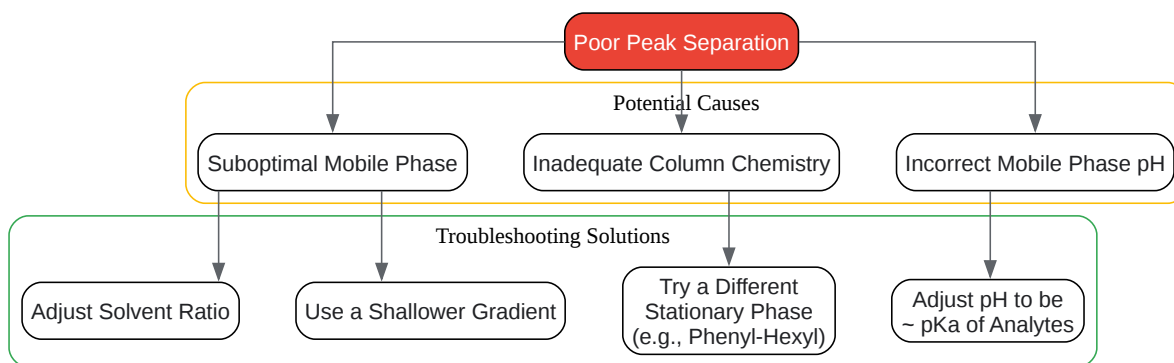 Poor Peak Separation
Potential Causes
Suboptimal Mobile Phase
Inadequate Column Chemistry
Incorrect Mobile Phase pH
Troubleshooting Solutions
Adjust Solvent Ratio
Use a Shallower Gradient
Try a Different
Stationary Phase
(e.g., Phenyl-Hexyl)
Adjust pH to be
~ pKa of Analytes